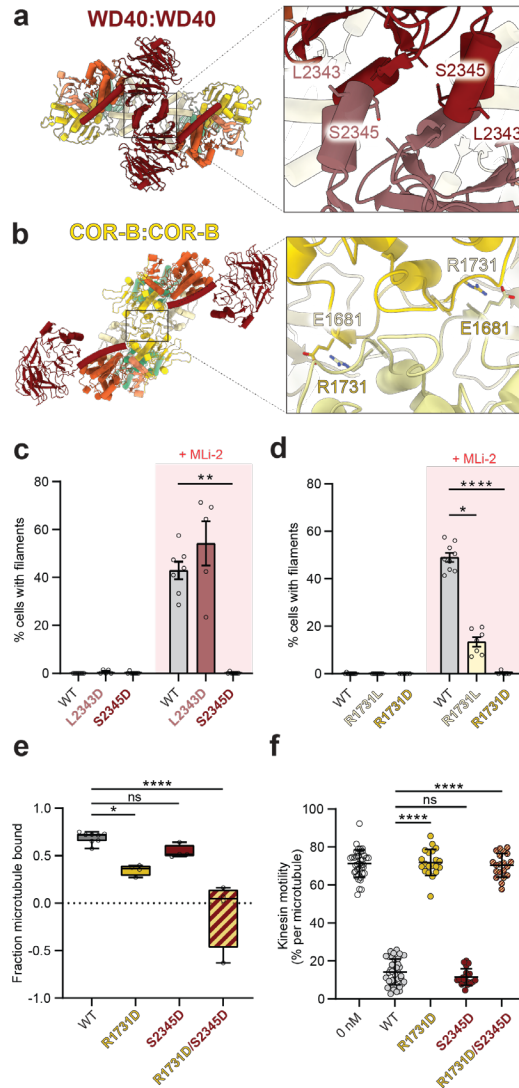 a
WD40:WD40
L2343
S2345
S2345
L2343
b
COR-B:COR-B
R1731
E1681
E1681
R1731
c
+ MLi-2
**
% cells with filaments
80
60
40
20
0
WT
L2343D
S2345D
WT
L2343D
S2345D
d
+ MLi-2
****
*
% cells with filaments
80
60
40
20
0
WT
R1731L
R1731D
WT
R1731L
R1731D
e
****
ns
*
Fraction microtubule bound
1.0
0.5
0.0
-0.5
-1.0
WT
R1731D
S2345D
R1731D/S2345D
f
****
ns
****
Kinesin motility
(% per microtubule)
100
80
60
40
20
0
0 nM
WT
R1731D
S2345D
R1731D/S2345D